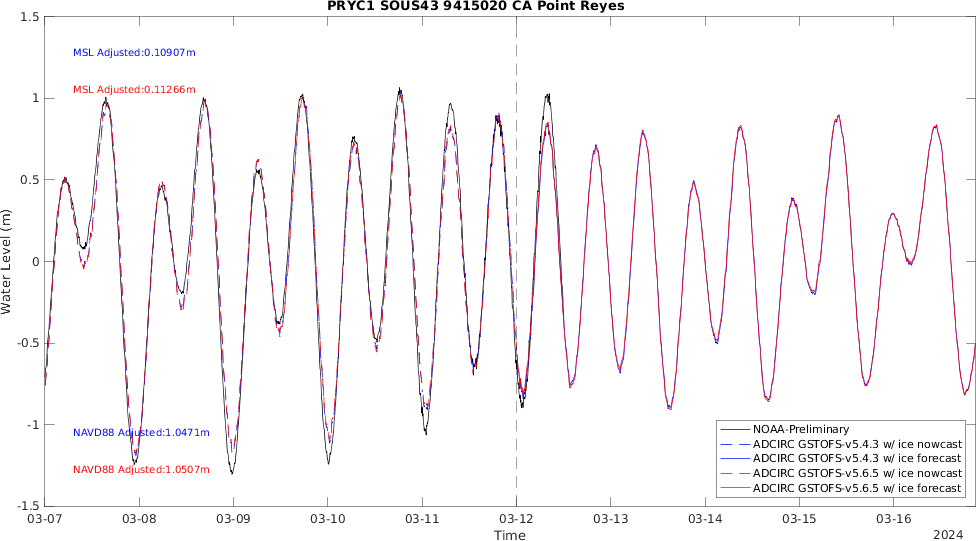 PRYC1 SOUS43 9415020 CA Point Reyes
1.5
MSL Adjusted:0.10907m
MSL Adjusted:0.11266m
1
0.5
0
-0.5
-1
-1.5
Water Level (m)
NAVD88 Adjusted:1.0471m
NAVD88 Adjusted:1.0507m
NOAA-Preliminary
ADCIRC GSTOFS-v5.4.3 w/ ice nowcast
ADCIRC GSTOFS-v5.4.3 w/ ice forecast
ADCIRC GSTOFS-v5.6.5 w/ ice nowcast
ADCIRC GSTOFS-v5.6.5 w/ ice forecast
03-07 03-08 03-09 03-10 03-11 03-12 03-13 03-14 03-15 03-16
Time
2024